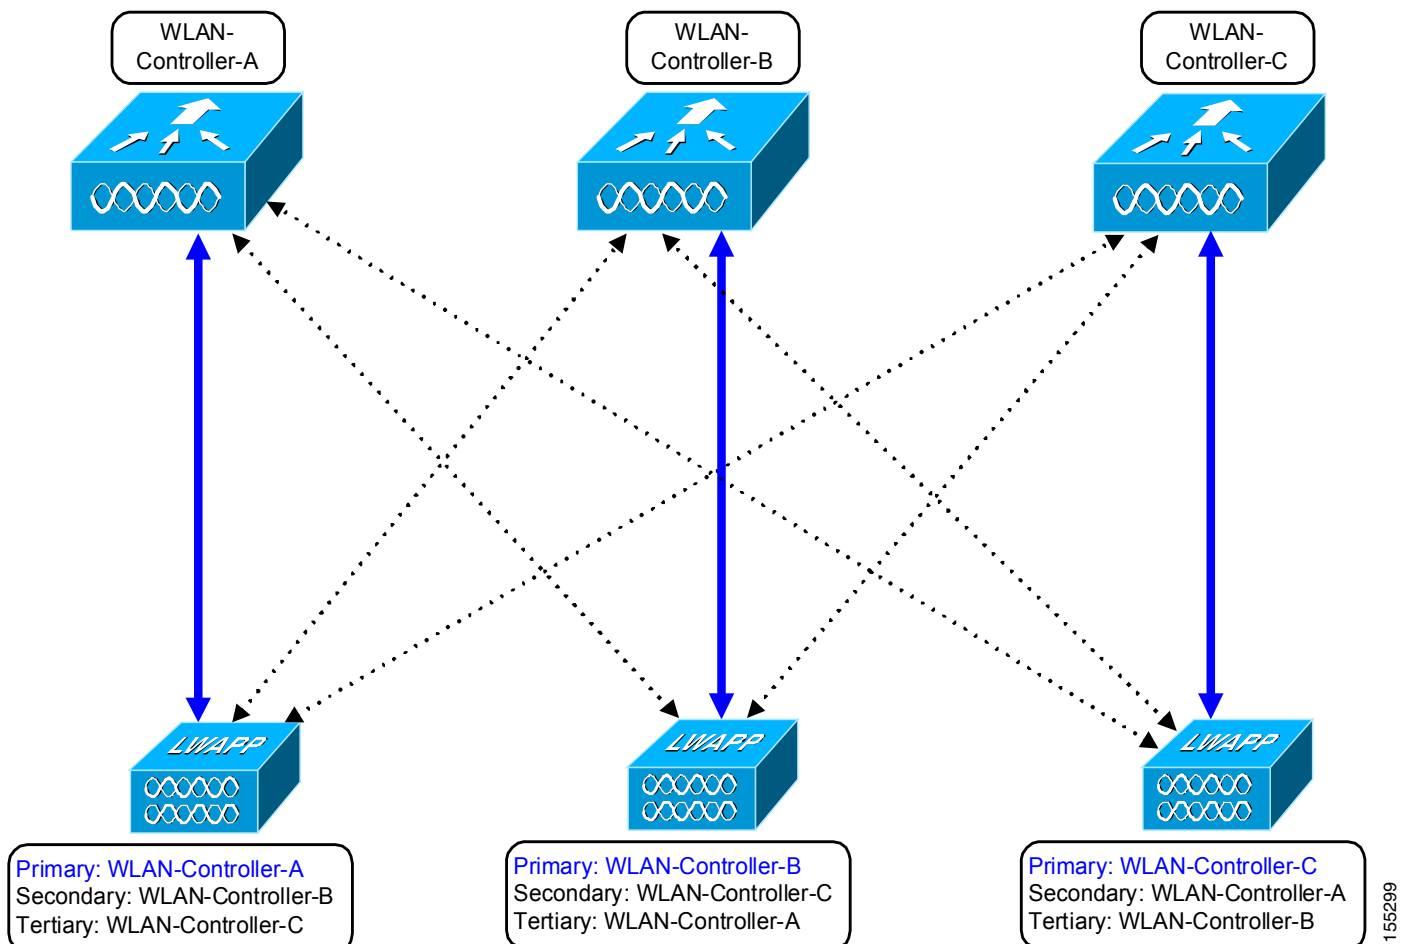 WLAN-
Controller-A
WLAN-
Controller-B
WLAN-
Controller-C
LWAPP
LWAPP
LWAPP
Primary: WLAN-Controller-A
Secondary: WLAN-Controller-B
Tertiary: WLAN-Controller-C
Primary: WLAN-Controller-B
Secondary: WLAN-Controller-C
Tertiary: WLAN-Controller-A
Primary: WLAN-Controller-C
Secondary: WLAN-Controller-A
Tertiary: WLAN-Controller-B
155299